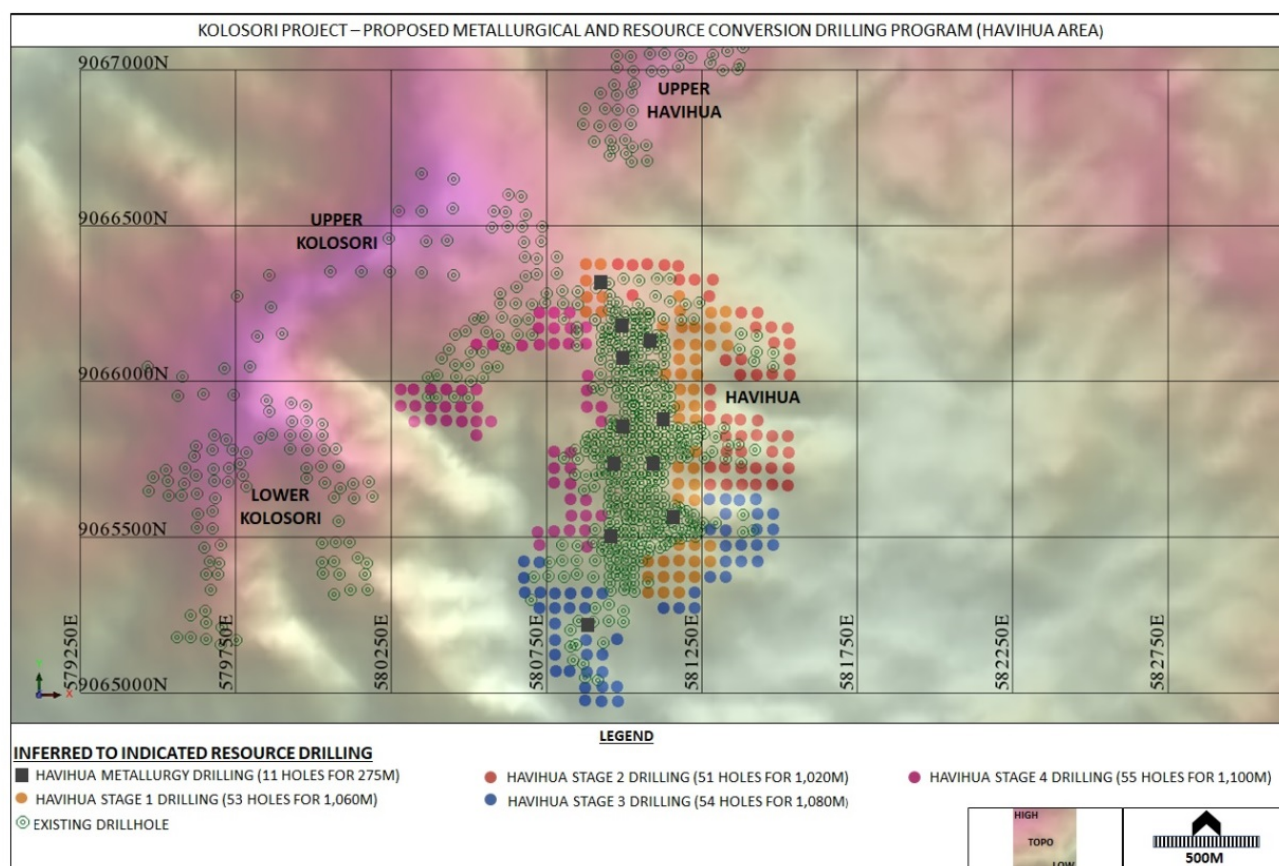 KOLOSORI PROJECT – PROPOSED METALLURGICAL AND RESOURCE CONVERSION DRILLING PROGRAM (HAVIHUA AREA)
9067000N
UPPER
HAVIHUA
9066500N
UPPER
KOLOSORI
9066000N
HAVIHUA
LOWER
KOLOSORI
9065500N
579250E
579750E
580250E
580750E
581250E
581750E
582250E
582750E
9065000N
Y
X
LEGEND
INFERRED TO INDICATED RESOURCE DRILLING
HAVIHUA METALLURGY DRILLING (11 HOLES FOR 275M)
HAVIHUA STAGE 1 DRILLING (53 HOLES FOR 1,060M)
EXISTING DRILLHOLE
HAVIHUA STAGE 2 DRILLING (51 HOLES FOR 1,020M)
HAVIHUA STAGE 3 DRILLING (54 HOLES FOR 1,080M)
HAVIHUA STAGE 4 DRILLING (55 HOLES FOR 1,100M)
HIGH
TOPO
LOW
500M